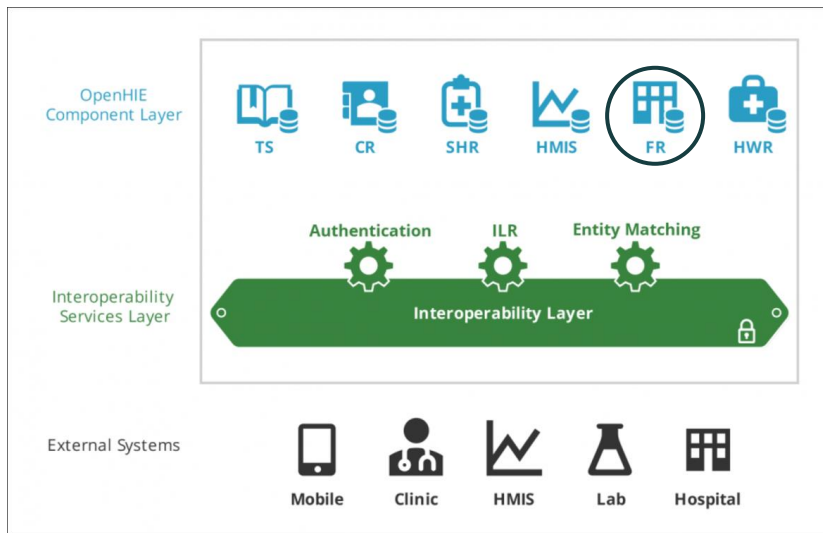 OpenHIE
Component Layer
TS
CR
SHR
HMIS
FR
HWR
Authentication
ILR
Entity Matching
Interoperability
Services Layer
Interoperability Layer
External Systems
Mobile
Clinic
HMIS
Lab
Hospital